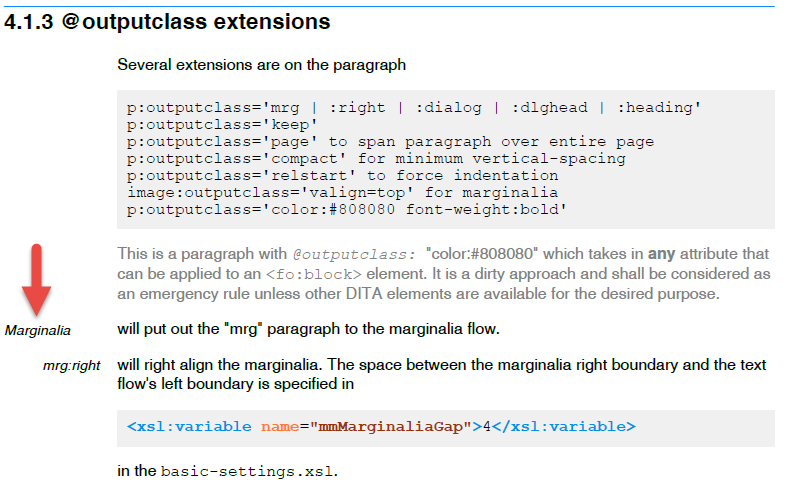 4.1.3 @outputclass extensions
Several extensions are on the paragraph
p:outputclass='mrg | :right | :dialog | :dlghead | :heading'
p:outputclass='keep'
p:outputclass='page' to span paragraph over entire page
p:outputclass='compact' for minimum vertical-spacing
p:outputclass='relstart' to force indentation
image:outputclass='valign=top' for marginalia
p:outputclass='color:#808080 font-weight:bold'
This is a paragraph with @outputclass: "color:#808080" which takes in any attribute that
can be applied to an <fo:block> element. It is a dirty approach and shall be considered as
an emergency rule unless other DITA elements are available for the desired purpose.
Marginalia will put out the "mrg" paragraph to the marginalia flow.
mrg:right will right align the marginalia. The space between the marginalia right boundary and the text
flow's left boundary is specified in
<xsl:variable name="mmMarginaliaGap">4</xsl:variable>
in the basic-settings.xsl.